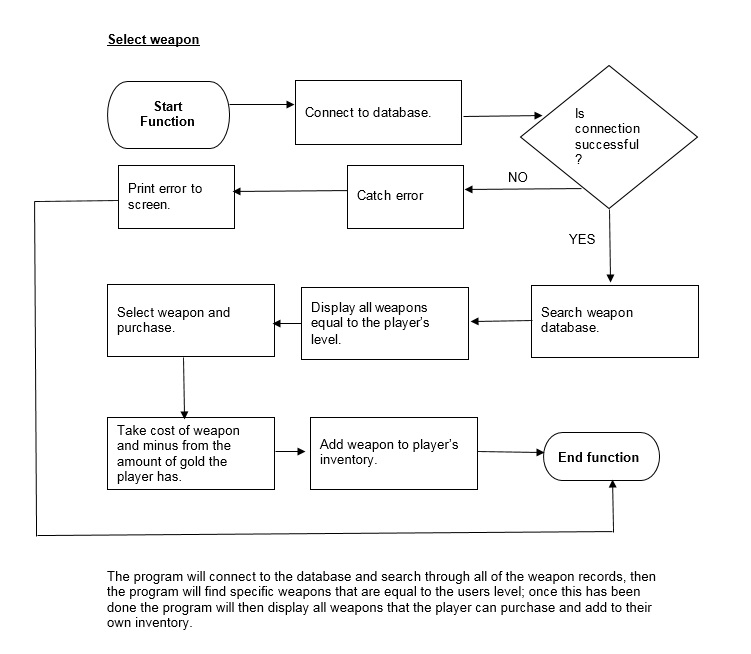 Select weapon
Start
Function
Connect to database.
Is
connection
successful
?
NO
Catch error
Print error to
screen.
YES
Search weapon
database.
Display all weapons
equal to the player's
level.
Select weapon and
purchase.
Take cost of weapon
and minus from the
amount of gold the
player has.
Add weapon to player's
inventory.
End function
The program will connect to the database and search through all of the weapon records, then
the program will find specific weapons that are equal to the users level; once this has been
done the program will then display all weapons that the player can purchase and add to their
own inventory.